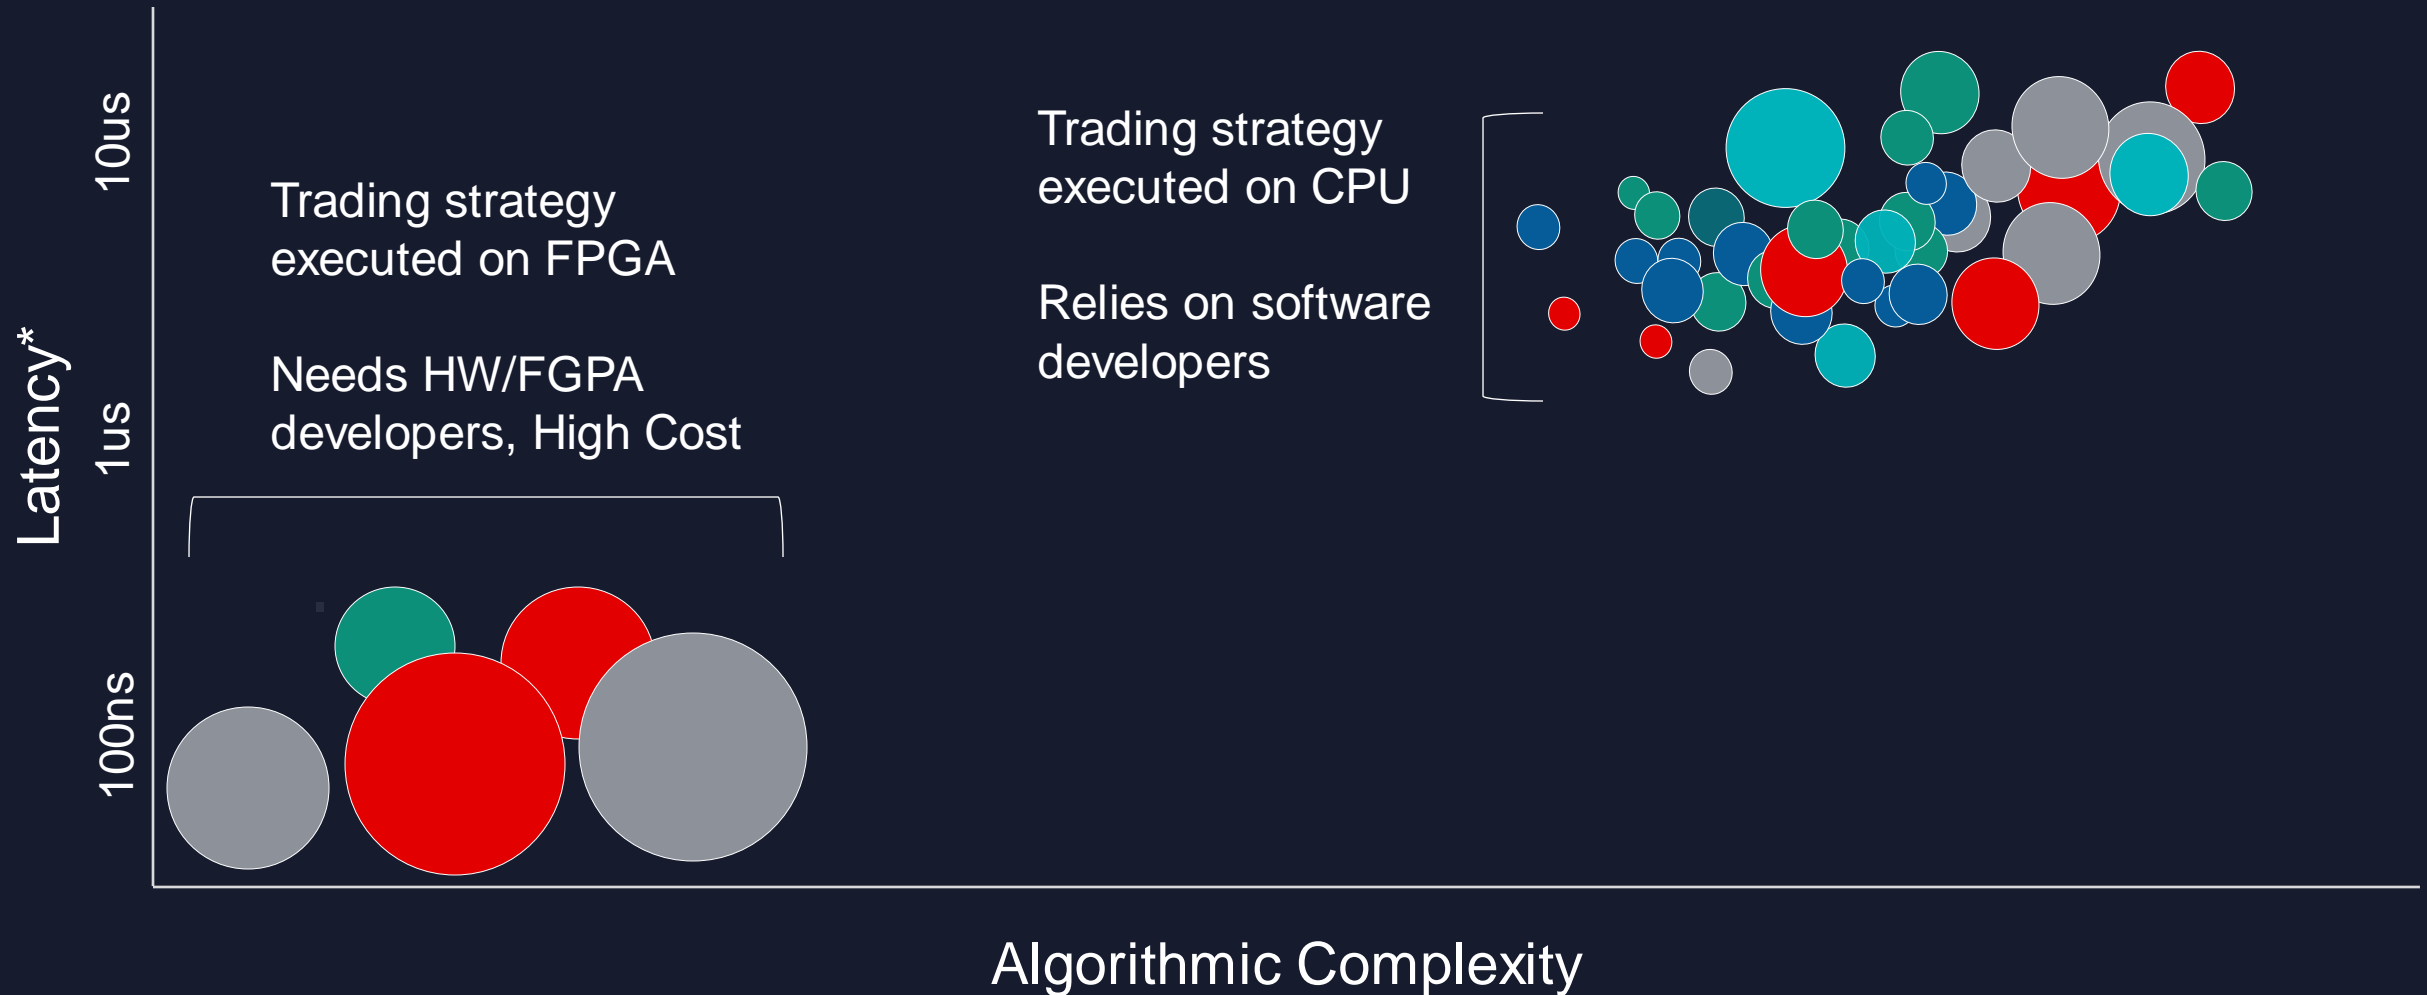 10us
1us
100ns
Latency*
Trading strategy
executed on FPGA
Needs HW/FGPA
developers, High Cost
Trading strategy
executed on CPU
Relies on software
developers
Algorithmic Complexity